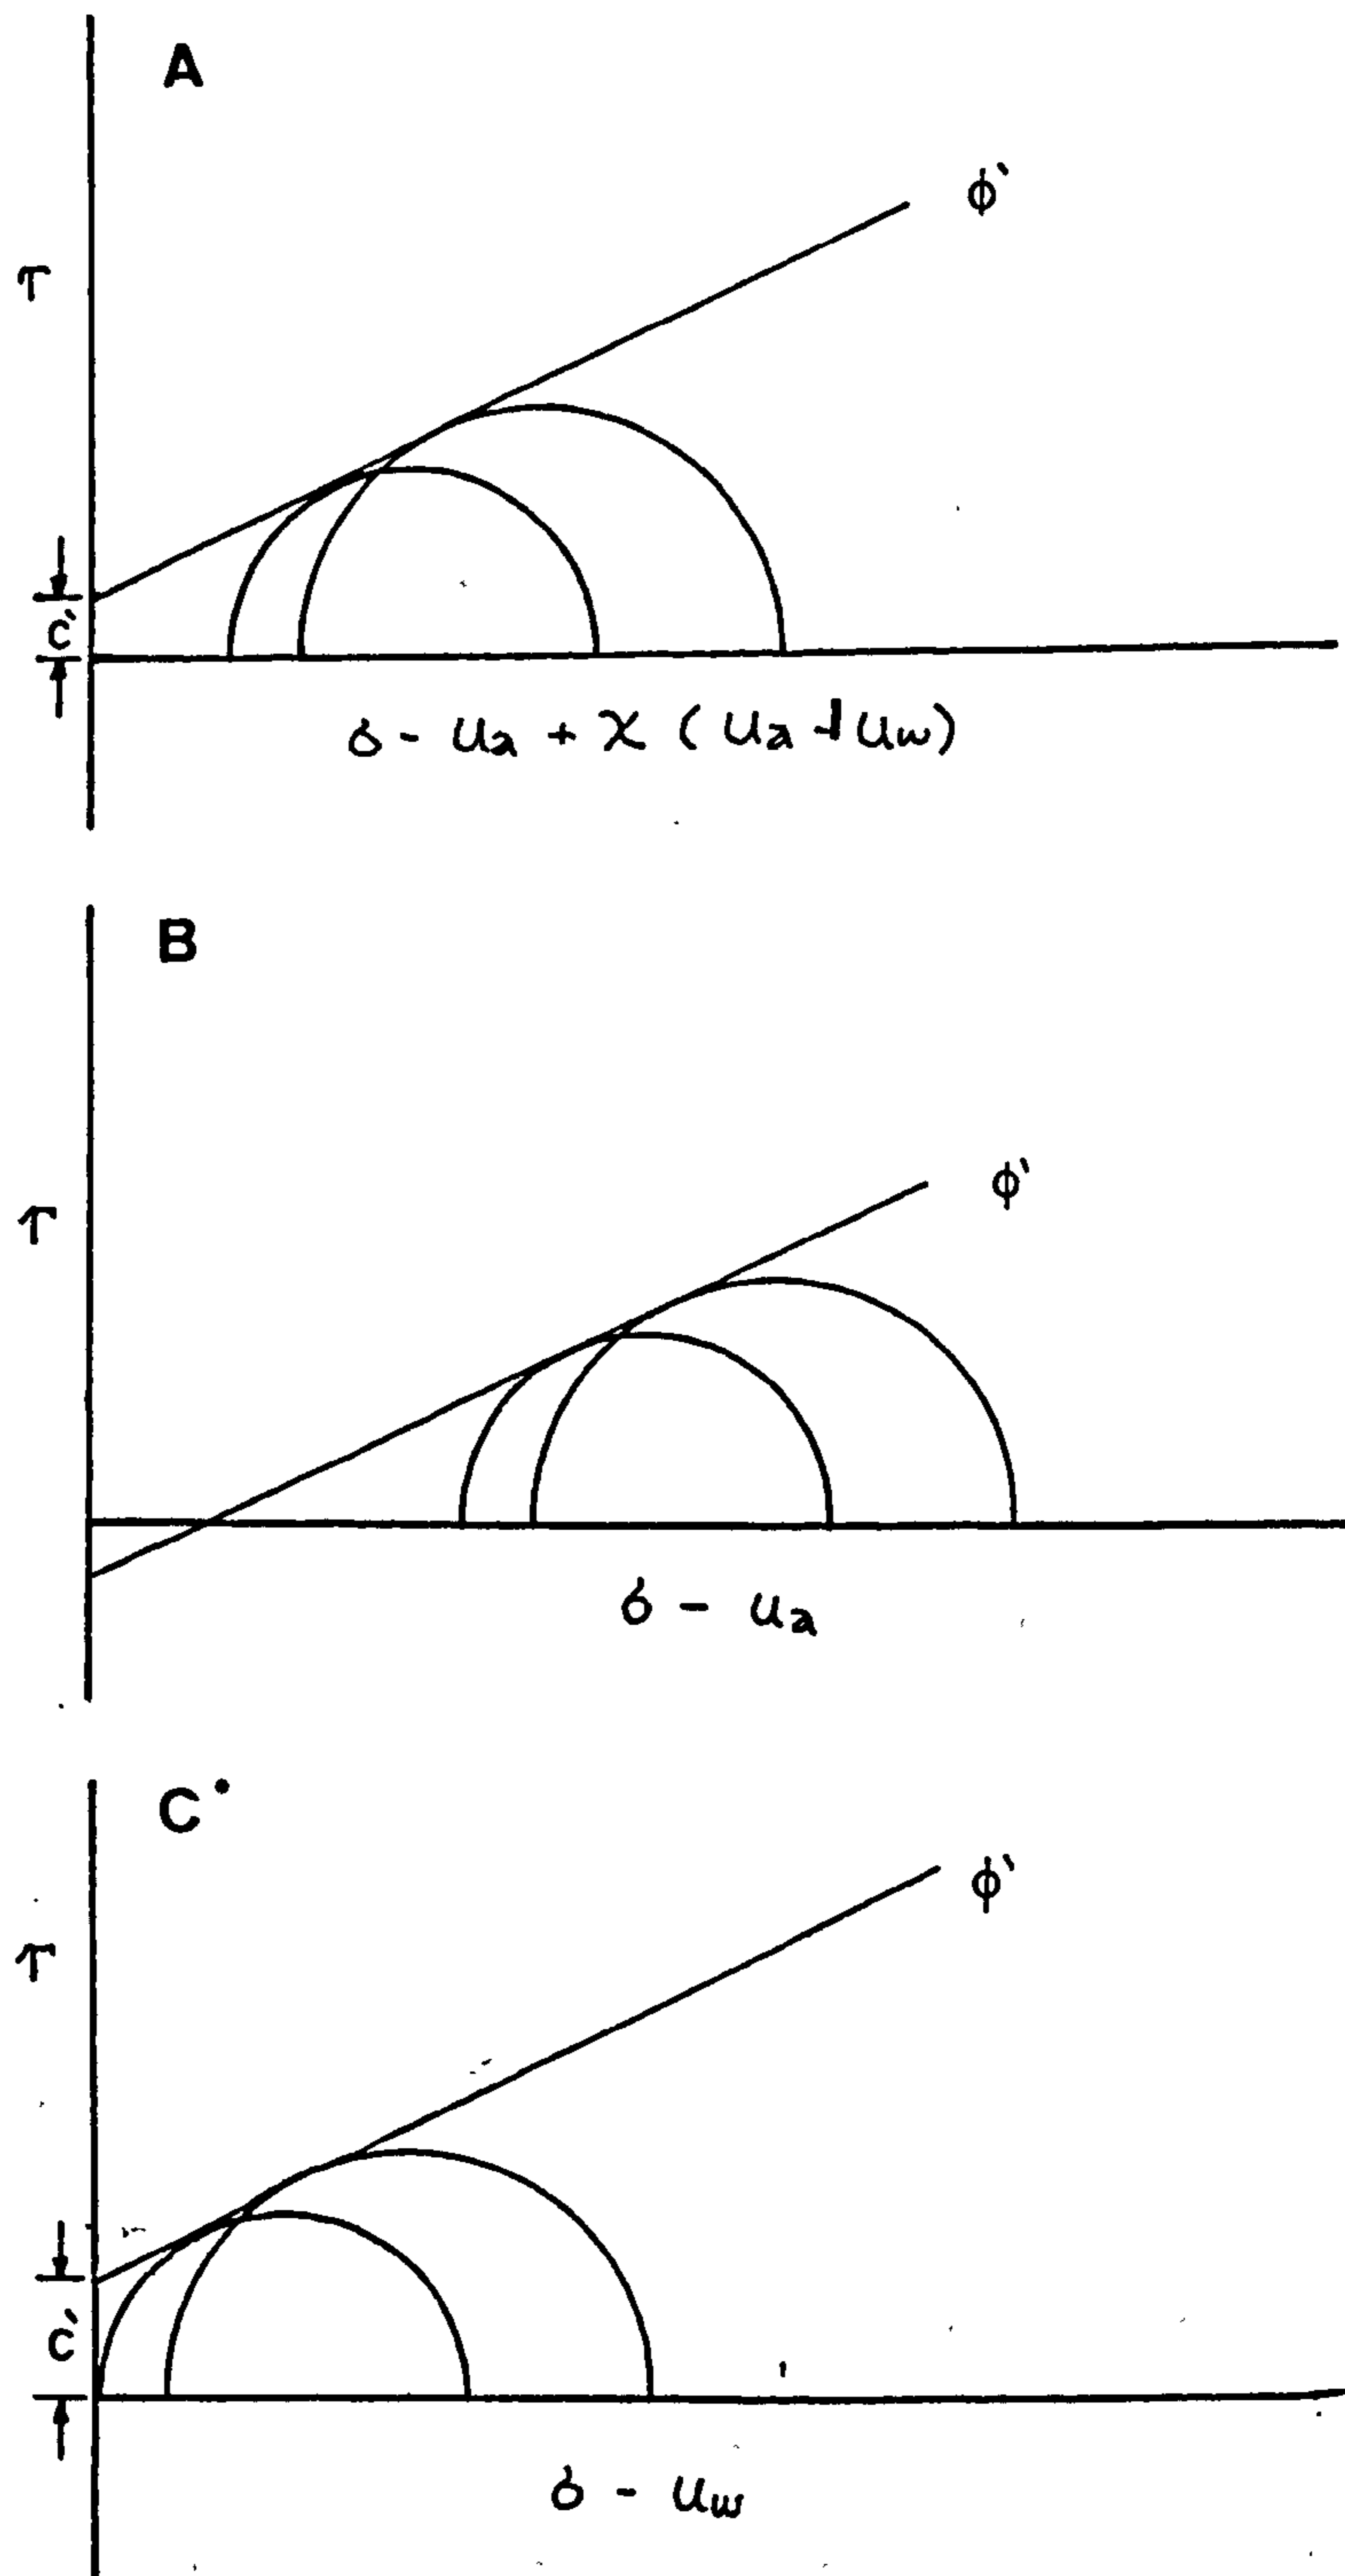 A
ϕ'
τ
c'
σ - ua + χ (ua - uw)
B
ϕ'
τ
σ - ua
C
ϕ'
τ
c'
σ - uw